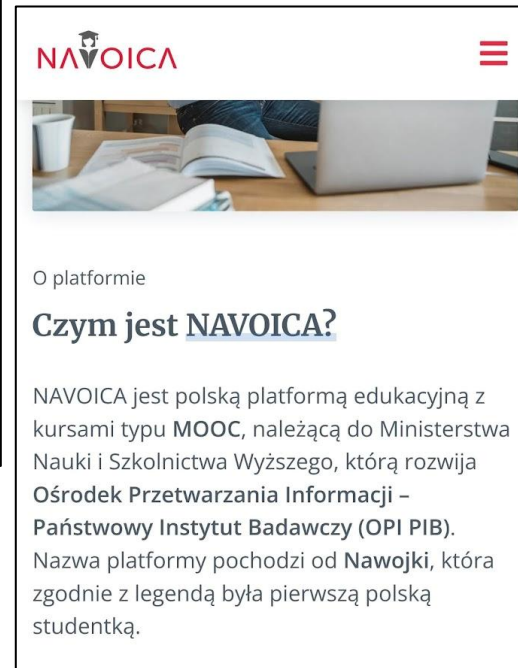 NAVOICA
O platformie
Czym jest NAVOICA?
NAVOICA jest polską platformą edukacyjną z
kursami typu MOOC, należącą do Ministerstwa
Nauki i Szkolnictwa Wyższego, którą rozwija
Ośrodek Przetwarzania Informacji –
Państwowy Instytut Badawczy (OPI PIB).
Nazwa platformy pochodzi od Nawojki, która
zgodnie z legendą była pierwszą polską
studentką.